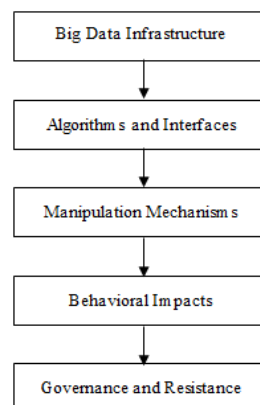 Big Data Infrastructure
Algorithms and Interfaces
Manipulation Mechanisms
Behavioral Impacts
Governance and Resistance